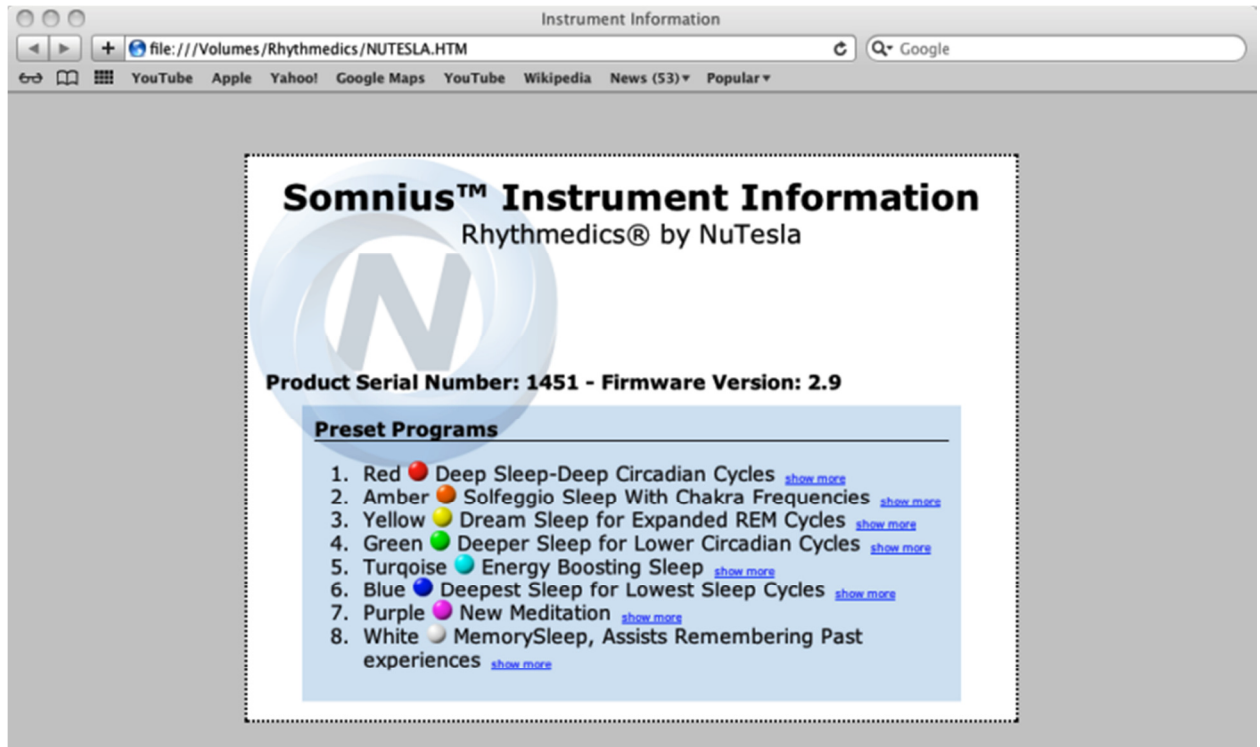 Instrument Information
file:///Volumes/Rhythmedics/NUTESLA.HTM
Google
YouTube Apple Yahoo! Google Maps YouTube Wikipedia News (53) Popular
Somnius™ Instrument Information
Rhythmedics® by NuTesla
N
Product Serial Number: 1451 - Firmware Version: 2.9
Preset Programs
1. Red Deep Sleep-Deep Circadian Cycles show more
2. Amber Solfeggio Sleep With Chakra Frequencies show more
3. Yellow Dream Sleep for Expanded REM Cycles show more
4. Green Deeper Sleep for Lower Circadian Cycles show more
5. Turqoise Energy Boosting Sleep show more
6. Blue Deepest Sleep for Lowest Sleep Cycles show more
7. Purple New Meditation show more
8. White MemorySleep, Assists Remembering Past
experiences show more